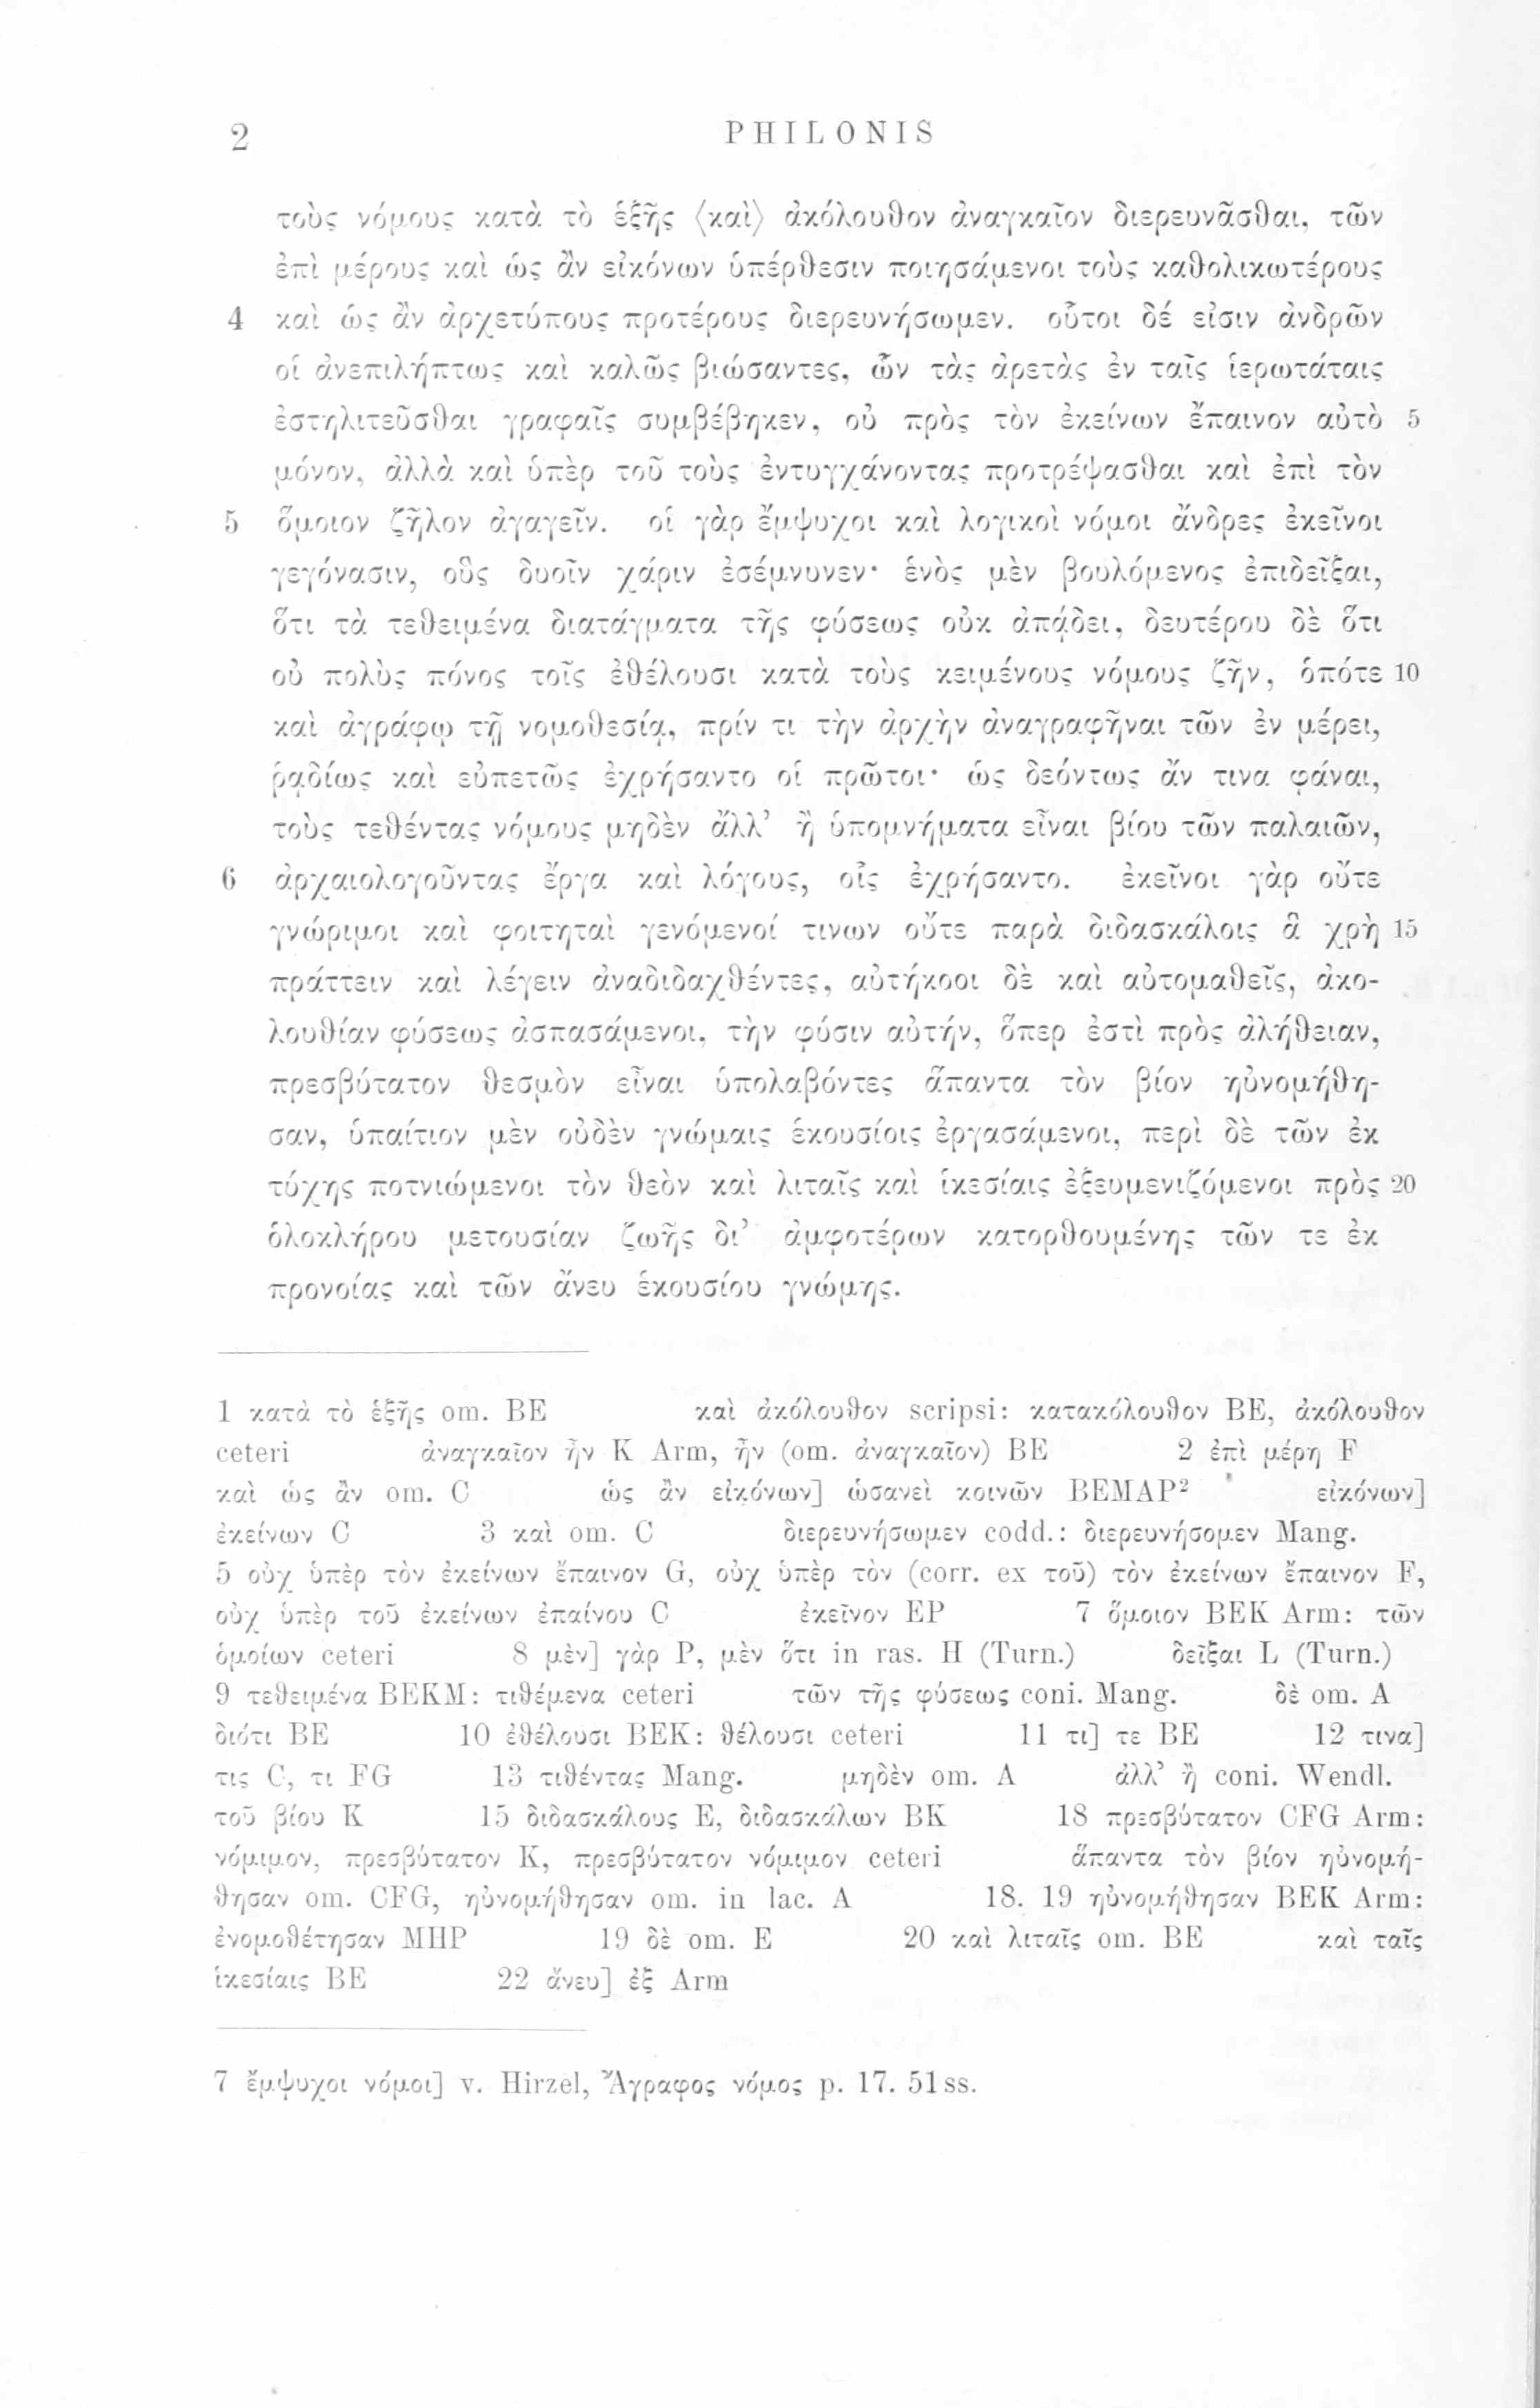 2 PHILONIS
τοὺς νόμους κατὰ τὸ ἑξῆς ⟨καὶ⟩ ἀκόλουθον ἀναγκαῖον διερευνᾶσθαι, τῶν
ἐπὶ μέρους καὶ ὡς ἂν εἰκόνων ὑπέρθεσιν ποιησάμενοι τοὺς καθολικωτέρους
4 καὶ ὡς ἂν ἀρχετύπους προτέρους διερευνήσωμεν. οὗτοι δέ εἰσιν ἀνδρῶν
οἱ ἀνεπιλήπτως καὶ καλῶς βιώσαντες, ὧν τὰς ἀρετὰς ἐν ταῖς ἱερωτάταις
ἐστηλιτεῦσθαι γραφαῖς συμβέβηκεν, οὐ πρὸς τὸν ἐκείνων ἔπαινον αὐτὸ 5
μόνον, ἀλλὰ καὶ ὑπὲρ τοῦ τοὺς ἐντυγχάνοντας προτρέψασθαι καὶ ἐπὶ τὸν
5 ὅμοιον ζῆλον ἀγαγεῖν. οἱ γὰρ ἔμψυχοι καὶ λογικοὶ νόμοι ἄνδρες ἐκεῖνοι
γεγόνασιν, οὓς δυοῖν χάριν ἐσέμνυνεν· ἑνὸς μὲν βουλόμενος ἐπιδεῖξαι,
ὅτι τὰ τεθειμένα διατάγματα τῆς φύσεως οὐκ ἀπᾴδει, δευτέρου δὲ ὅτι
οὐ πολὺς πόνος τοῖς ἐθέλουσι κατὰ τοὺς κειμένους νόμους ζῆν, ὁπότε 10
καὶ ἀγράφῳ τῇ νομοθεσίᾳ, πρίν τι τὴν ἀρχὴν ἀναγραφῆναι τῶν ἐν μέρει,
ῥᾳδίως καὶ εὐπετῶς ἐχρήσαντο οἱ πρῶτοι· ὡς δεόντως ἄν τινα φάναι,
τοὺς τεθέντας νόμους μηδὲν ἄλλ’ ἢ ὑπομνήματα εἶναι βίου τῶν παλαιῶν,
6 ἀρχαιολογοῦντας ἔργα καὶ λόγους, οἷς ἐχρήσαντο. ἐκεῖνοι γὰρ οὔτε
γνώριμοι καὶ φοιτηταὶ γενόμενοί τινων οὔτε παρὰ διδασκάλοις ἃ χρὴ 15
πράττειν καὶ λέγειν ἀναδιδαχθέντες, αὐτήκοοι δὲ καὶ αὐτομαθεῖς, ἀκο-
λουθίαν φύσεως ἀσπασάμενοι, τὴν φύσιν αὐτήν, ὅπερ ἐστὶ πρὸς ἀλήθειαν,
πρεσβύτατον θεσμὸν εἶναι ὑπολαβόντες ἅπαντα τὸν βίον ηὐνομήθη-
σαν, ὑπαίτιον μὲν οὐδὲν γνώμαις ἑκουσίοις ἐργασάμενοι, περὶ δὲ τῶν ἐκ
τύχης ποτνιώμενοι τὸν θεὸν καὶ λιταῖς καὶ ἱκεσίαις ἐξευμενιζόμενοι πρὸς 20
ὁλοκλήρου μετουσίαν ζωῆς δι’ ἀμφοτέρων κατορθουμένης τῶν τε ἐκ
προνοίας καὶ τῶν ἄνευ ἑκουσίου γνώμης.
1 κατὰ τὸ ἑξῆς om. BE καὶ ἀκόλουθον scripsi: κατακόλουθον BE, ἀκόλουθον
ceteri ἀναγκαῖον ἦν K Arm, ἦν (om. ἀναγκαῖον) BE 2 ἐπὶ μέρη F
καὶ ὡς ἂν om. C ὡς ἂν εἰκόνων] ὡσανεὶ κοινῶν BEMAP² εἰκόνων]
ἐκείνων C 3 καὶ om. C διερευνήσωμεν codd.: διερευνήσομεν Mang.
5 οὐχ ὑπὲρ τὸν ἐκείνων ἔπαινον G, οὐχ ὑπὲρ τὸν (corr. ex τοῦ) τὸν ἐκείνων ἔπαινον F,
οὐχ ὑπὲρ τοῦ ἐκείνων ἐπαίνου C ἐκεῖνον EP 7 ὅμοιον BEK Arm: τῶν
ὁμοίων ceteri 8 μὲν] γὰρ P, μὲν ὅτι in ras. H (Turn.) δεῖξαι L (Turn.)
9 τεθειμένα BEKM: τιθέμενα ceteri τῶν τῆς φύσεως coni. Mang. δὲ om. A
διότι BE 10 ἐθέλουσι BEK: θέλουσι ceteri 11 τι] τε BE 12 τινα]
τις C, τι FG 13 τιθέντας Mang. μηδὲν om. A ἀλλ’ ἢ coni. Wendl.
τοῦ βίου K 15 διδασκάλους E, διδασκάλων BK 18 πρεσβύτατον CFG Arm:
νόμιμον, πρεσβύτατον K, πρεσβύτατον νόμιμον ceteri ἅπαντα τὸν βίον ηὐνομή-
θησαν om. CFG, ηὐνομήθησαν om. in lac. A 18. 19 ηὐνομήθησαν BEK Arm:
ἐνομοθέτησαν MHP 19 δὲ om. E 20 καὶ λιταῖς om. BE καὶ ταῖς
ἱκεσίαις BE 22 ἄνευ] ἐξ Arm
7 ἔμψυχοι νόμοι] v. Hirzel, Ἄγραφος νόμος p. 17. 51 ss.